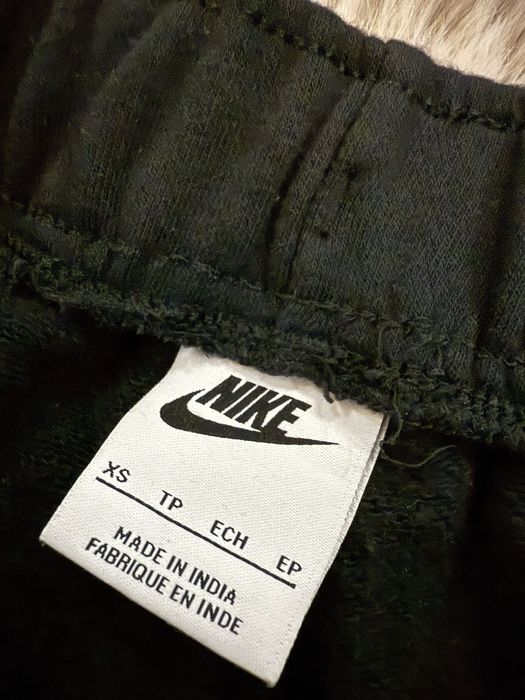 NIKE
XS TP ECH EP
MADE IN INDIA
FABRIQUE EN INDE